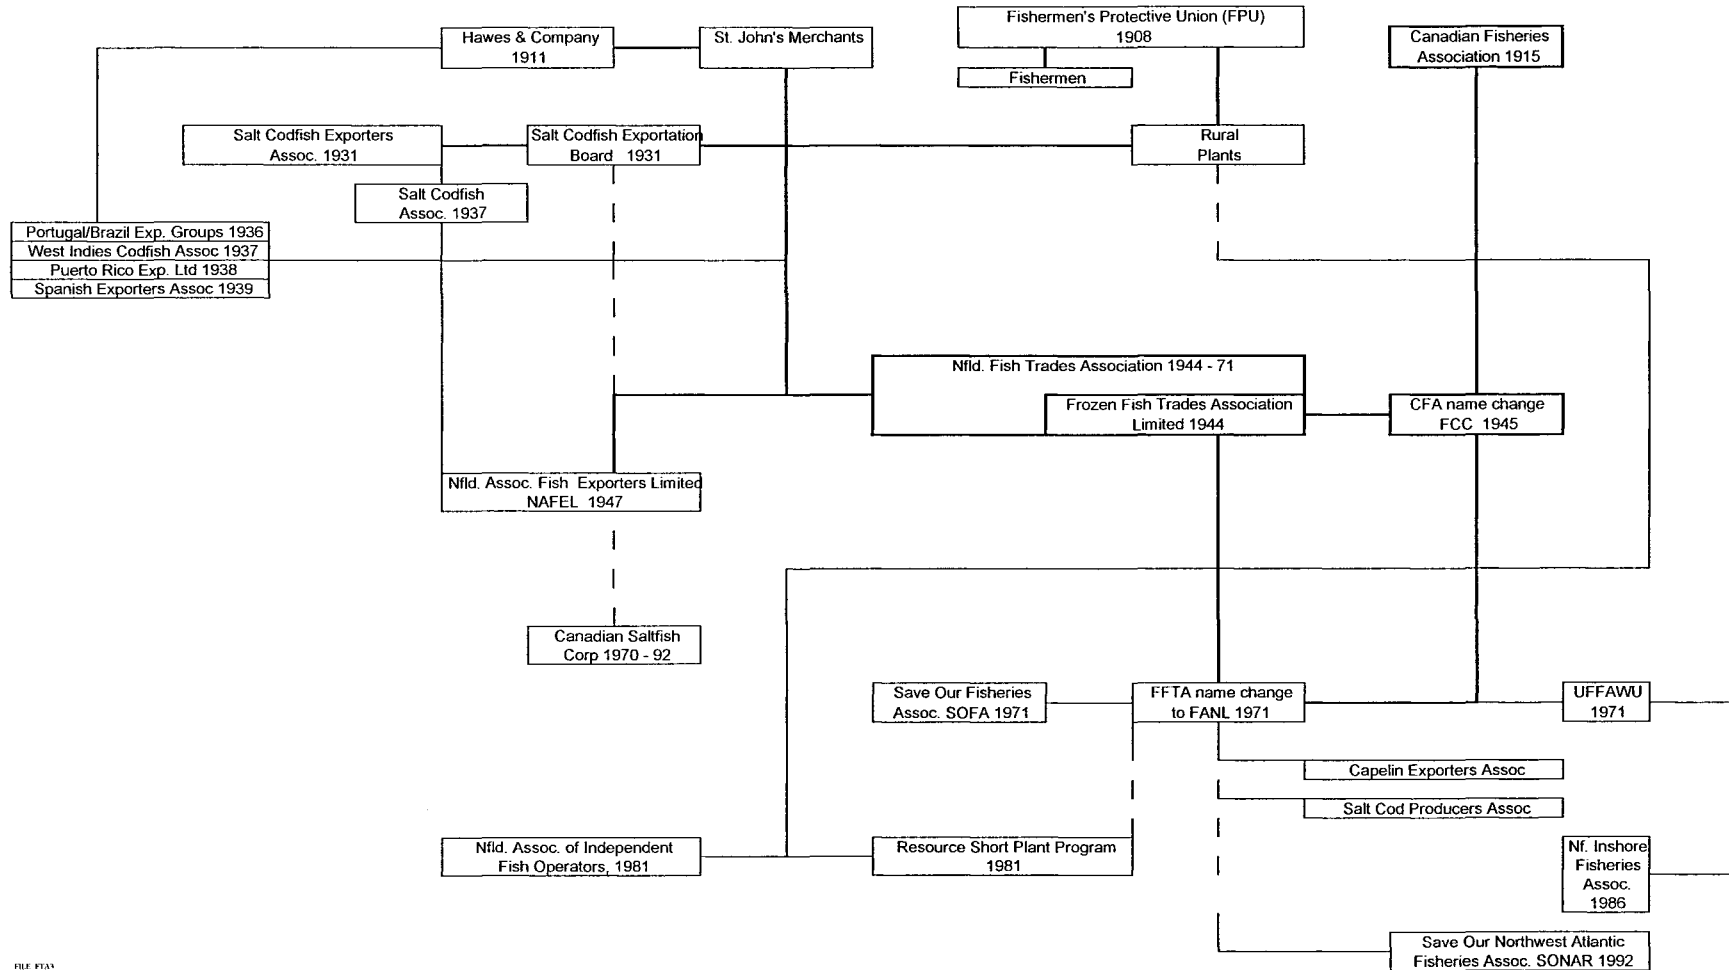 Fishermen's Protective Union (FPU)
1908
Hawes & Company
1911
St. John's Merchants
Canadian Fisheries
Association 1915
Fishermen
Salt Codfish Exporters
Assoc. 1931
Salt Codfish Exportation
Board 1931
Rural
Plants
Salt Codfish
Assoc. 1937
Portugal/Brazil Exp. Groups 1936
West Indies Codfish Assoc 1937
Puerto Rico Exp. Ltd 1938
Spanish Exporters Assoc 1939
Nfld. Fish Trades Association 1944 - 71
Frozen Fish Trades Association
Limited 1944
CFA name change
FCC 1945
Nfld. Assoc. Fish Exporters Limited
NAFEL 1947
Canadian Saltfish
Corp 1970 - 92
Save Our Fisheries
Assoc. SOFA 1971
FFTA name change
to FANL 1971
UFFAWU
1971
Capelin Exporters Assoc
Salt Cod Producers Assoc
Nfld. Assoc. of Independent
Fish Operators, 1981
Resource Short Plant Program
1981
Nf. Inshore
Fisheries
Assoc.
1986
Save Our Northwest Atlantic
Fisheries Assoc. SONAR 1992
FILE FTA3